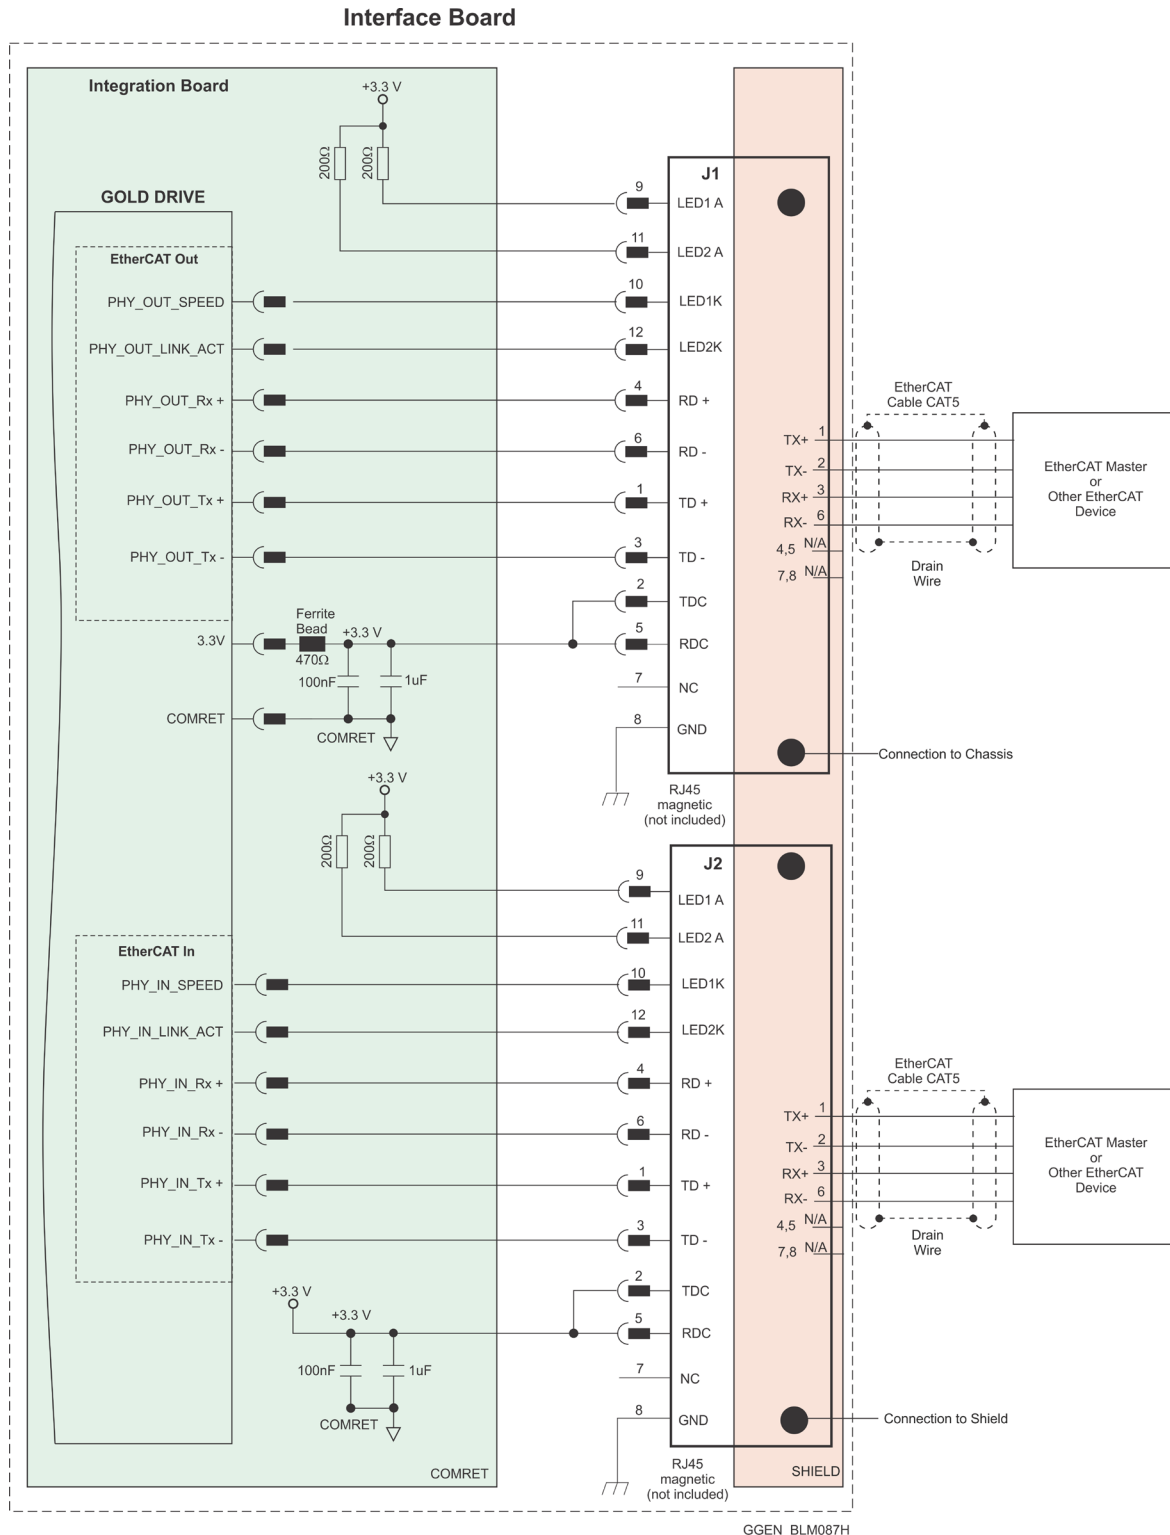 Interface Board
Integration Board
+3.3 V
200Ω
200Ω
GOLD DRIVE
J1
9
LED1 A
11
LED2 A
EtherCAT Out
PHY_OUT_SPEED
10
LED1K
PHY_OUT_LINK_ACT
12
LED2K
PHY_OUT_Rx +
4
RD +
PHY_OUT_Rx -
6
RD -
PHY_OUT_Tx +
1
TD +
PHY_OUT_Tx -
3
TD -
2
TDC
3.3V
Ferrite
Bead
470Ω
+3.3 V
5
RDC
100nF
1uF
7
NC
COMRET
COMRET
8
GND
EtherCAT
Cable CAT5
TX+ 1
TX- 2
RX+ 3
RX- 6
4,5 N/A
7,8 N/A
Drain
Wire
EtherCAT Master
or
Other EtherCAT
Device
Connection to Chassis
RJ45
magnetic
(not included)
+3.3 V
200Ω
200Ω
J2
9
LED1 A
11
LED2 A
EtherCAT In
PHY_IN_SPEED
10
LED1K
PHY_IN_LINK_ACT
12
LED2K
PHY_IN_Rx +
4
RD +
PHY_IN_Rx -
6
RD -
PHY_IN_Tx +
1
TD +
PHY_IN_Tx -
3
TD -
2
TDC
+3.3 V
+3.3 V
5
RDC
100nF
1uF
7
NC
COMRET
8
GND
EtherCAT
Cable CAT5
TX+ 1
TX- 2
RX+ 3
RX- 6
4,5 N/A
7,8 N/A
Drain
Wire
EtherCAT Master
or
Other EtherCAT
Device
Connection to Shield
RJ45
magnetic
(not included)
COMRET
SHIELD
GGEN_BLM087H